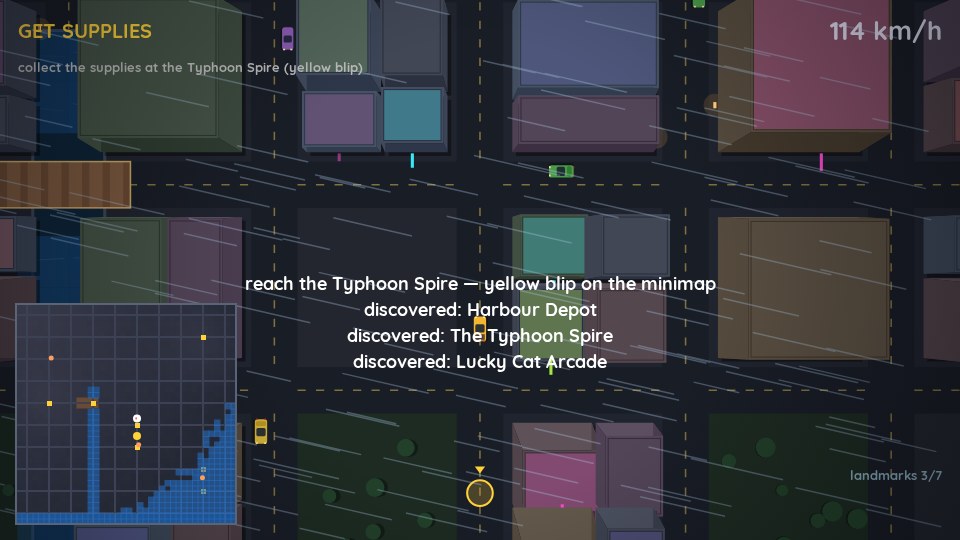 GET SUPPLIES
114 km/h
collect the supplies at the Typhoon Spire (yellow blip)
reach the Typhoon Spire — yellow blip on the minimap
discovered: Harbour Depot
discovered: The Typhoon Spire
discovered: Lucky Cat Arcade
landmarks 3/7